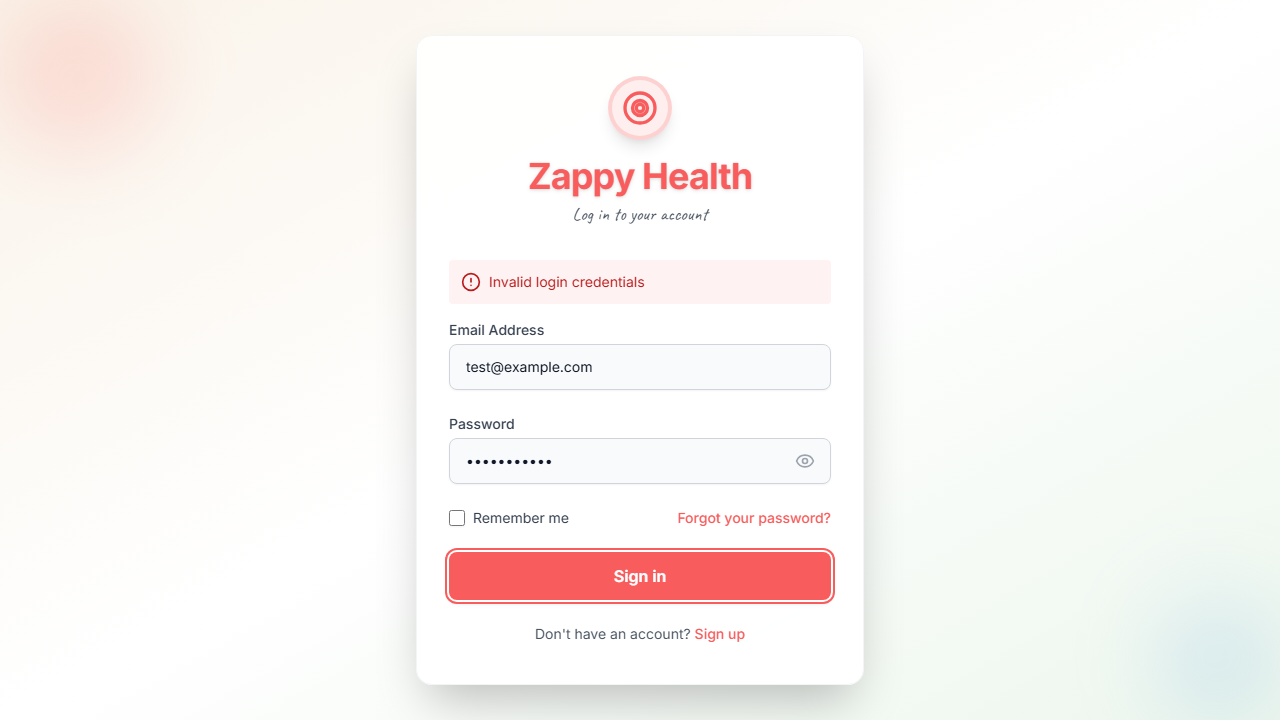 Zappy Health
Log in to your account
Invalid login credentials
Email Address
test@example.com
Password
•••••••••••
Remember me
Forgot your password?
Sign in
Don't have an account? Sign up